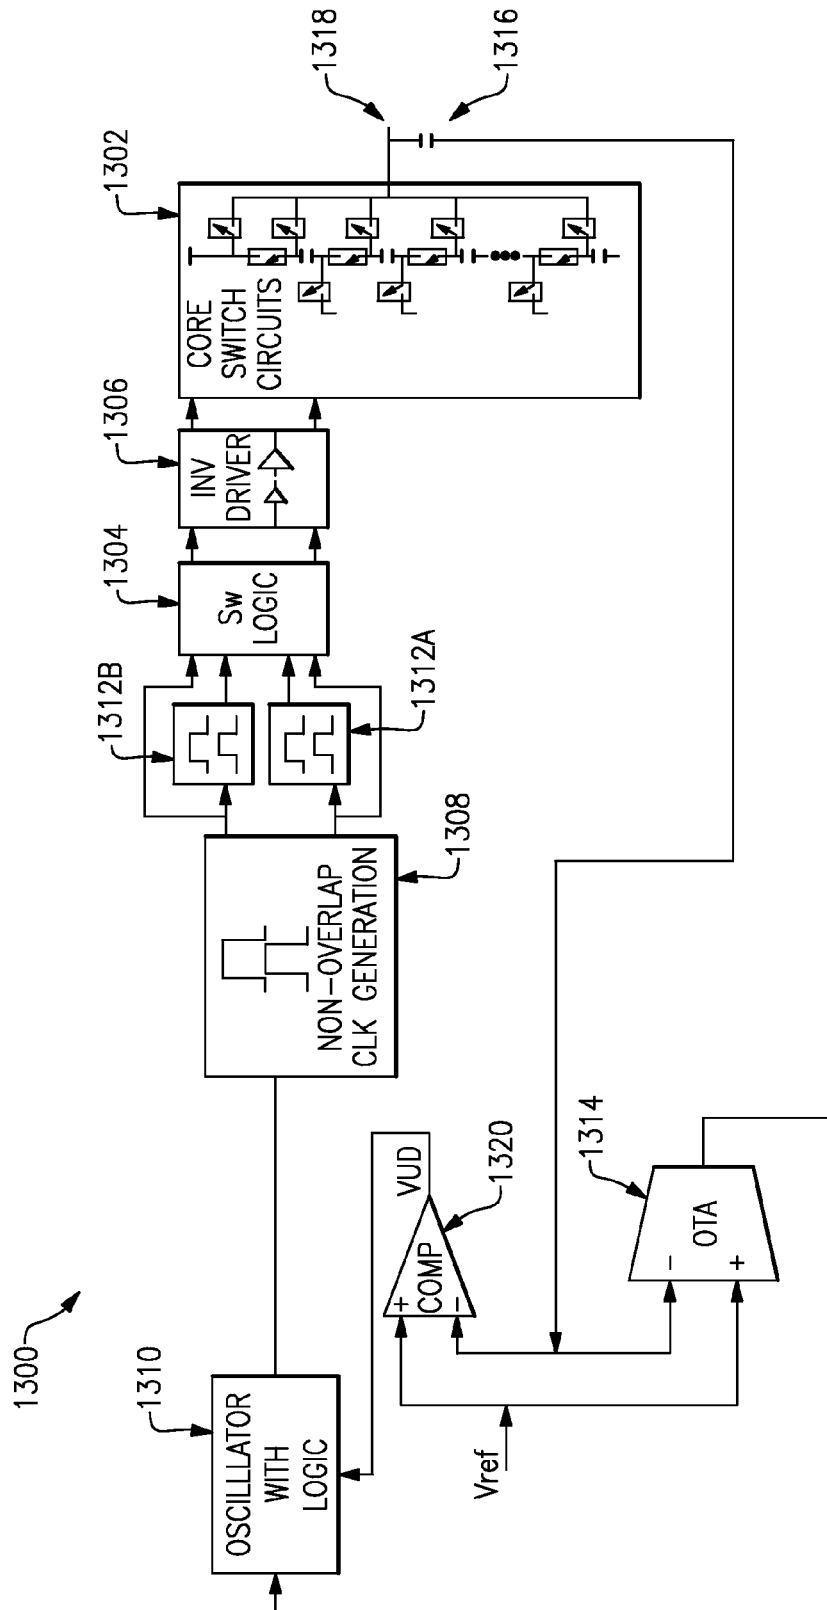 1300
1310
OSCILLLATOR
WITH
LOGIC
Vref
+
COMP
-
VUD
1320
-
OTA
+
1314
NON-OVERLAP
CLK GENERATION
1308
1312B
1312A
1304
Sw
LOGIC
1306
INV
DRIVER
1302
CORE
SWITCH
CIRCUITS
1318
1316